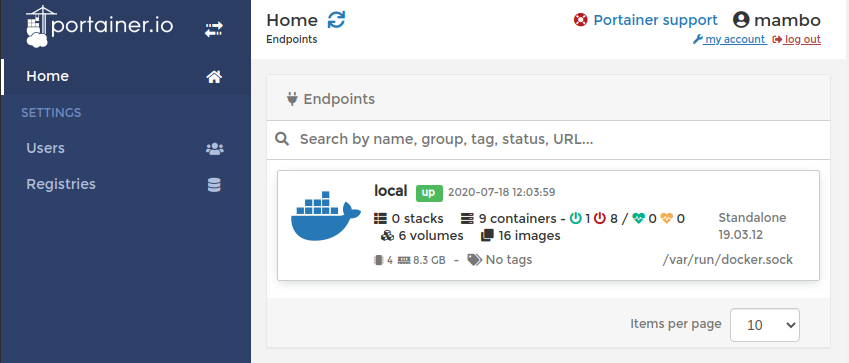 portainer.io
Home
SETTINGS
Users
Registries
Home
Endpoints
Portainer support mambo
my account log out
Endpoints
Search by name, group, tag, status, URL...
local up 2020-07-18 12:03:59
0 stacks 9 containers - 1 8 / 0 0
6 volumes 16 images
Standalone
19.03.12
4 8.3 GB - No tags /var/run/docker.sock
Items per page 10